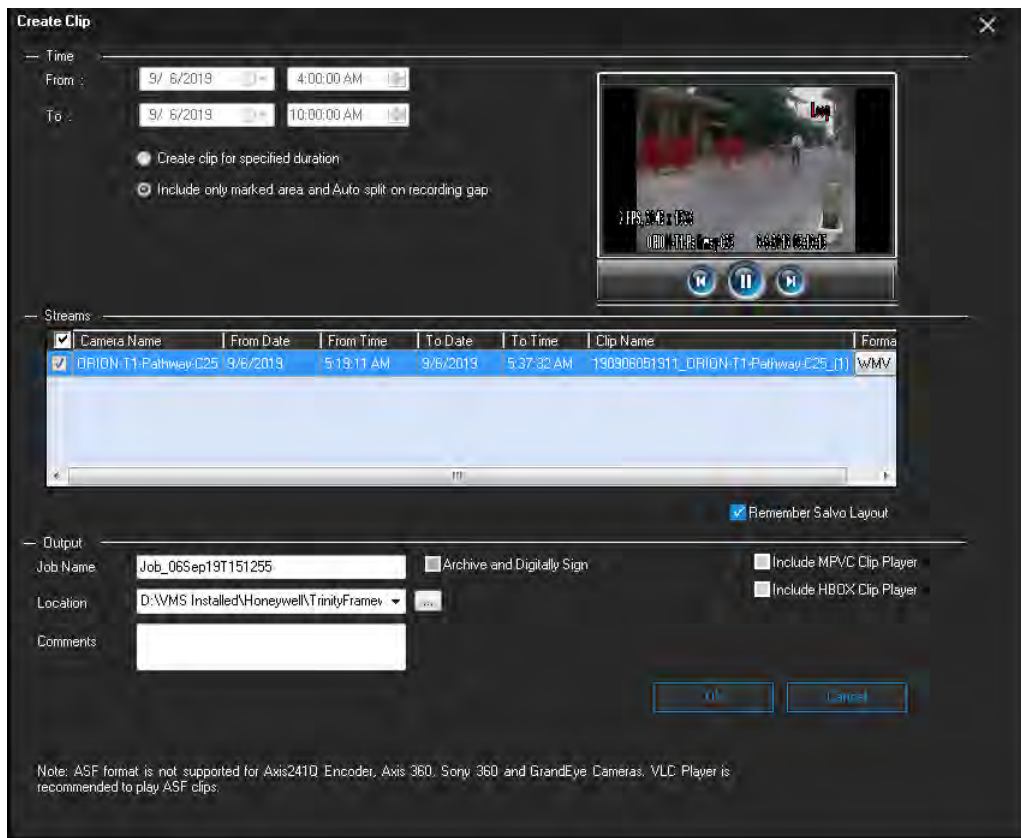 Create Clip
Time
From :
9/ 6/2019
4:00:00 AM
To :
9/ 6/2019
10:00:00 AM
Create clip for specified duration
Include only marked area and Auto split on recording gap
Loop
Streams
Camera Name
From Date
From Time
To Date
To Time
Clip Name
Forma
ORION-T1-Pathway-C25
9/6/2019
5:19:11 AM
9/6/2019
5:37:32 AM
190906051911_ORION-T1-Pathway-C25_(1)
WMV
Remember Salvo Layout
Output
Job Name
Job_06Sep19T151255
Archive and Digitally Sign
Include MPVC Clip Player
Location
D:\VMS Installed\Honeywell\TrinityFramew
...
Include HBOX Clip Player
Comments
Ok
Cancel
Note: ASF format is not supported for Axis241Q Encoder, Axis 360, Sony 360 and GrandEye Cameras. VLC Player is
recommended to play ASF clips.